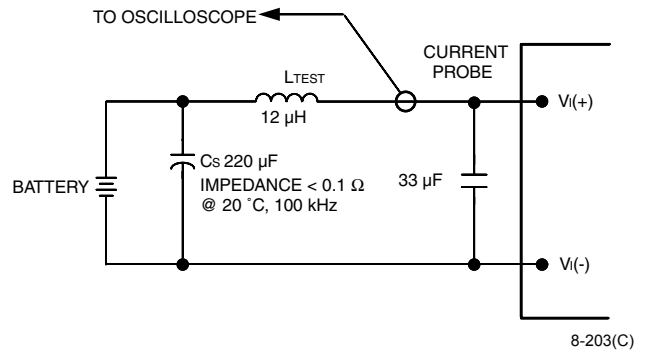 TO OSCILLOSCOPE
CURRENT
PROBE
LTEST
12 µH
VI(+)
CS 220 µF
IMPEDANCE < 0.1 Ω
@ 20 ˚C, 100 kHz
33 µF
BATTERY
VI(-)
8-203(C)